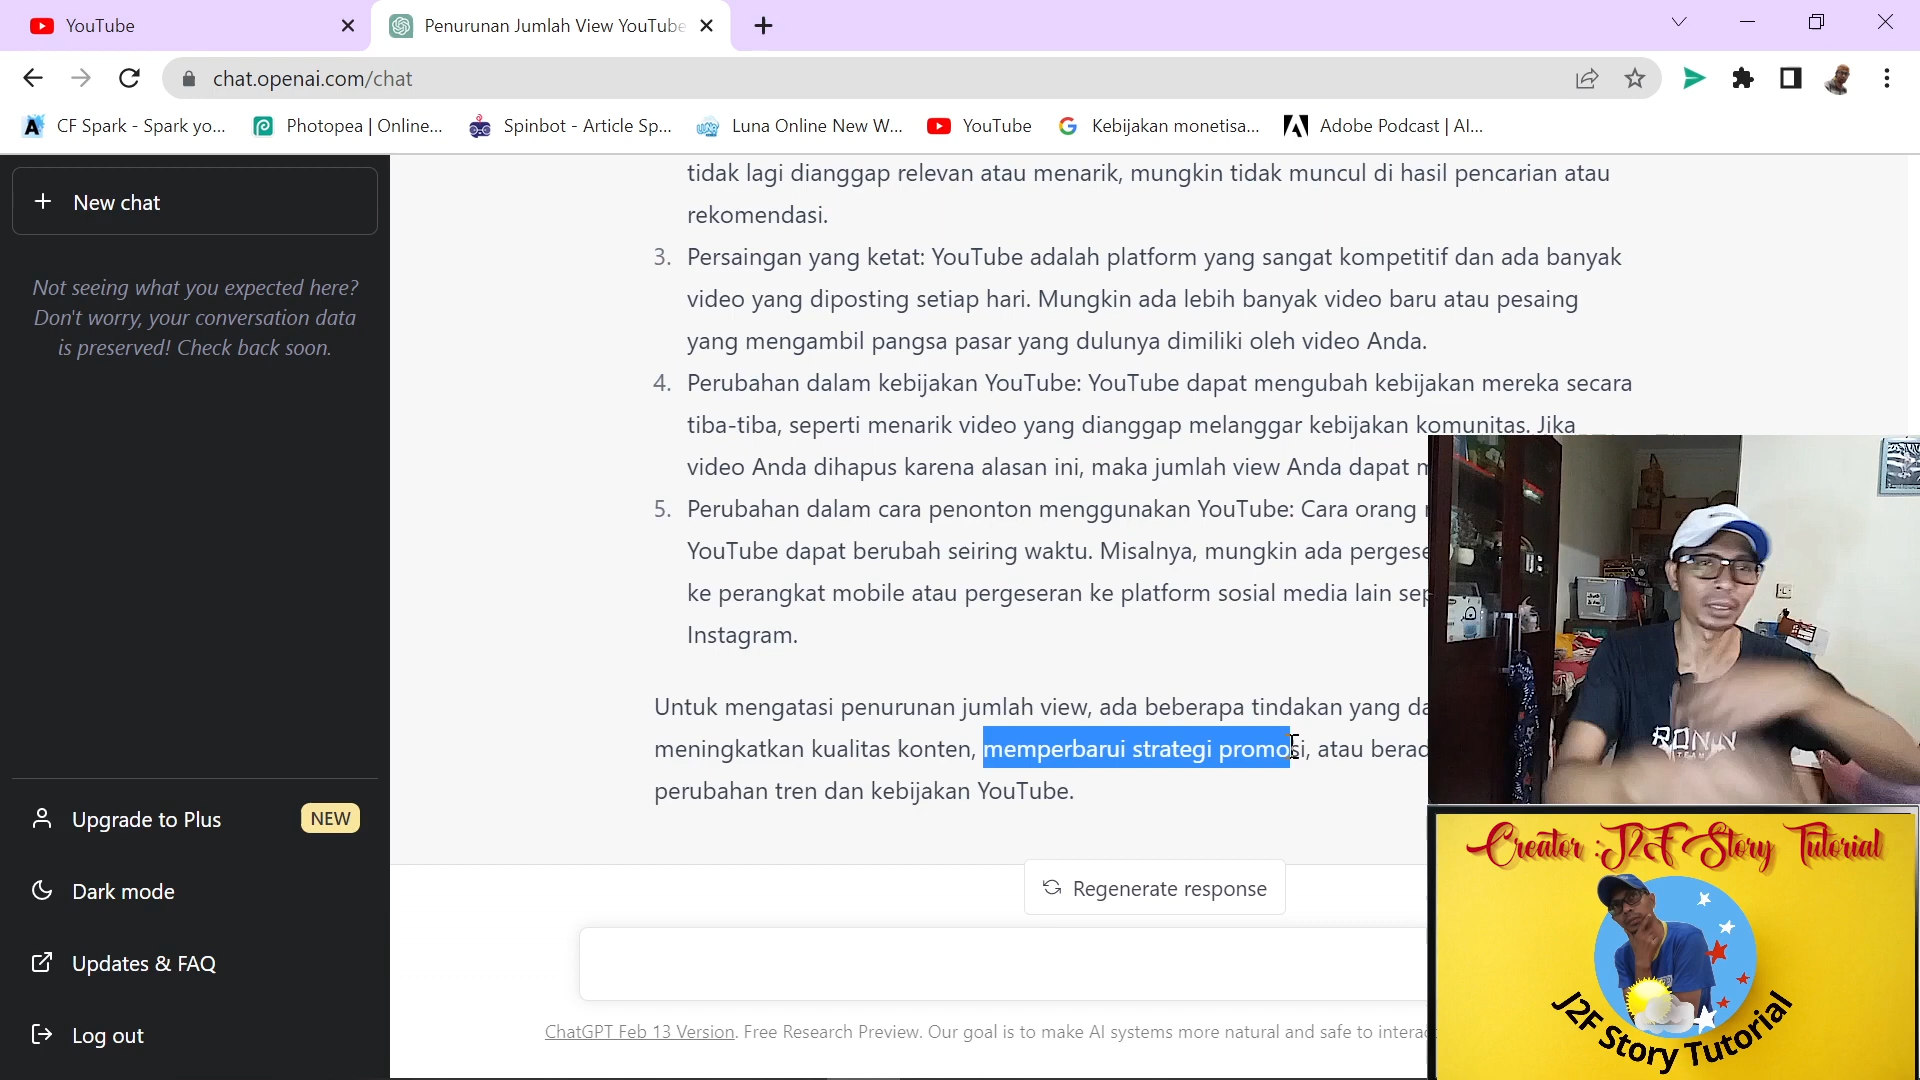 YouTube
Penurunan Jumlah View YouTube
chat.openai.com/chat
CF Spark - Spark yo...
Photopea | Online...
Spinbot - Article Sp...
Luna Online New W...
YouTube
Kebijakan monetisa...
Adobe Podcast | AI...
New chat
Not seeing what you expected here?
Don't worry, your conversation data
is preserved! Check back soon.
Upgrade to Plus
NEW
Dark mode
Updates & FAQ
Log out
tidak lagi dianggap relevan atau menarik, mungkin tidak muncul di hasil pencarian atau
rekomendasi.
3. Persaingan yang ketat: YouTube adalah platform yang sangat kompetitif dan ada banyak
video yang diposting setiap hari. Mungkin ada lebih banyak video baru atau pesaing
yang mengambil pangsa pasar yang dulunya dimiliki oleh video Anda.
4. Perubahan dalam kebijakan YouTube: YouTube dapat mengubah kebijakan mereka secara
tiba-tiba, seperti menarik video yang dianggap melanggar kebijakan komunitas. Jika
video Anda dihapus karena alasan ini, maka jumlah view Anda dapat
5. Perubahan dalam cara penonton menggunakan YouTube: Cara orang
YouTube dapat berubah seiring waktu. Misalnya, mungkin ada
ke perangkat mobile atau pergeseran ke platform sosial media lain
Instagram.
Untuk mengatasi penurunan jumlah view, ada beberapa tindakan yang
meningkatkan kualitas konten, memperbarui strategi promosi, atau
perubahan tren dan kebijakan YouTube.
Regenerate response
ChatGPT Feb 13 Version. Free Research Preview. Our goal is to make AI systems more natural and safe to
RONIN
TEAM
Creator : J2F Story Tutorial
J2F Story Tutorial